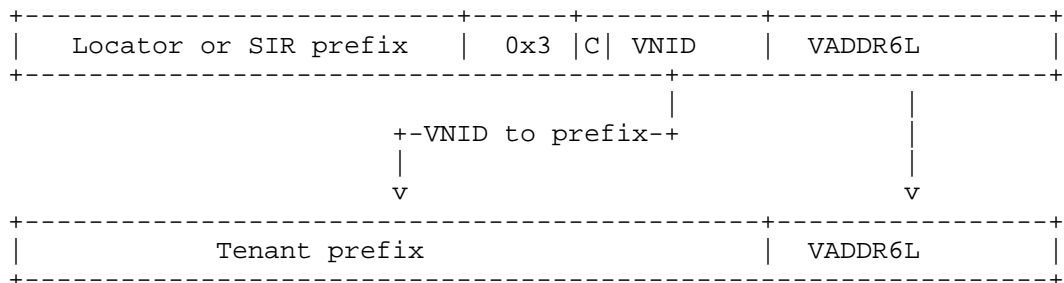 Locator or SIR prefix | 0x3 |C| VNID | VADDR6L
+-VNID to prefix-+
v v
Tenant prefix | VADDR6L